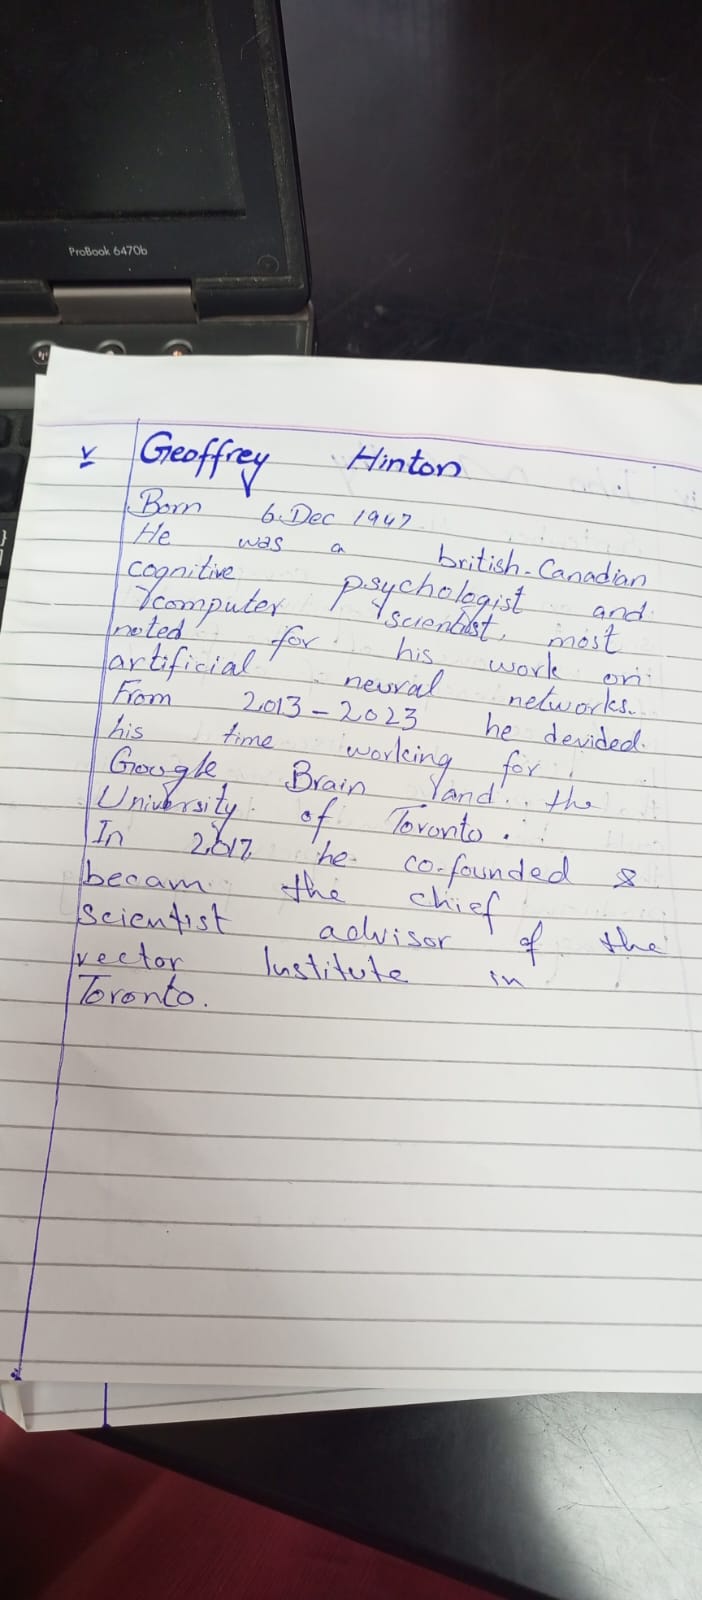 ProBook 6470b
v Geoffrey Hinton
Born 6 Dec 1947
He was a british-Canadian
cognitive psychologist and
computer scientist, most
noted for his work on
artificial neural networks.
From 2013-2023 he devided
his time working for
Google Brain and the
University of Toronto.
In 2017 he co-founded &
becam the chief
scientist advisor of the
vector Institute in
Toronto.